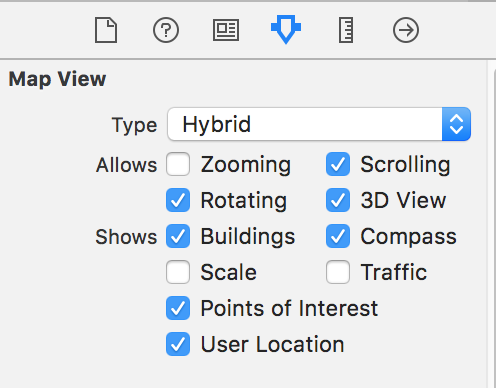 Map View
Type Hybrid
Allows Zooming Scrolling
Rotating 3D View
Shows Buildings Compass
Scale Traffic
Points of Interest
User Location